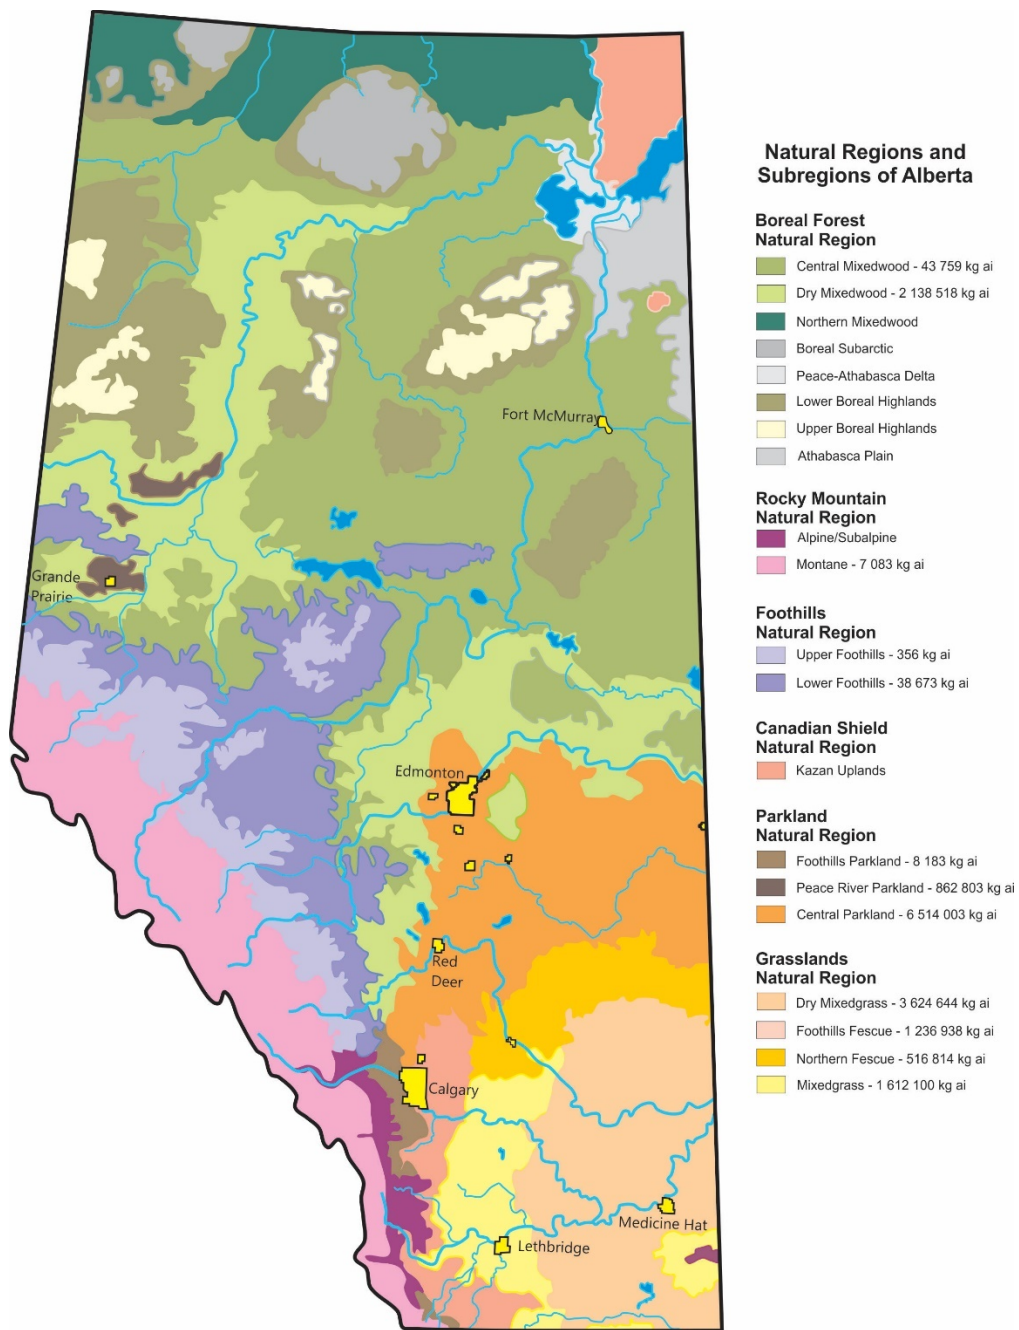 Natural Regions and
Subregions of Alberta
Boreal Forest
Natural Region
Central Mixedwood - 43 759 kg ai
Dry Mixedwood - 2 138 518 kg ai
Northern Mixedwood
Boreal Subarctic
Peace-Athabasca Delta
Lower Boreal Highlands
Upper Boreal Highlands
Athabasca Plain
Rocky Mountain
Natural Region
Alpine/Subalpine
Montane - 7 083 kg ai
Foothills
Natural Region
Upper Foothills - 356 kg ai
Lower Foothills - 38 673 kg ai
Canadian Shield
Natural Region
Kazan Uplands
Parkland
Natural Region
Foothills Parkland - 8 183 kg ai
Peace River Parkland - 862 803 kg ai
Central Parkland - 6 514 003 kg ai
Grasslands
Natural Region
Dry Mixedgrass - 3 624 644 kg ai
Foothills Fescue - 1 236 938 kg ai
Northern Fescue - 516 814 kg ai
Mixedgrass - 1 612 100 kg ai
Fort McMurray
Grande
Prairie
Edmonton
Red
Deer
Calgary
Medicine Hat
Lethbridge